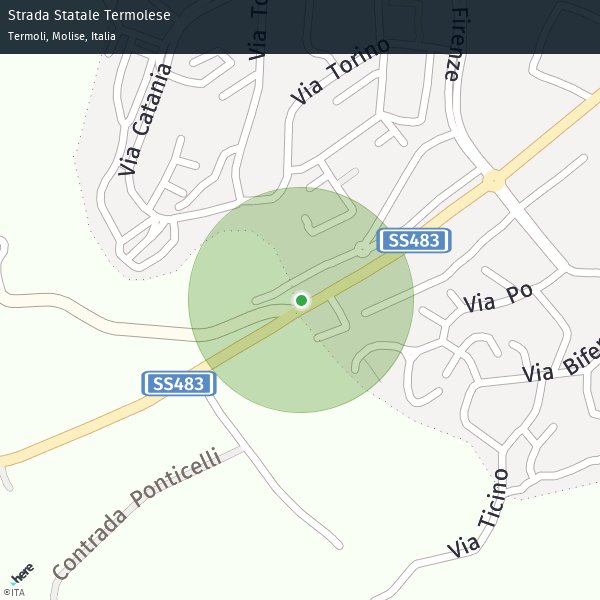 Strada Statale Termolese
Termoli, Molise, Italia
Via To
Firenze
Via Torino
Via Catania
SS483
Via Po
Via Bifer
SS483
Contrada Ponticelli
Via Ticino
here
©ITA